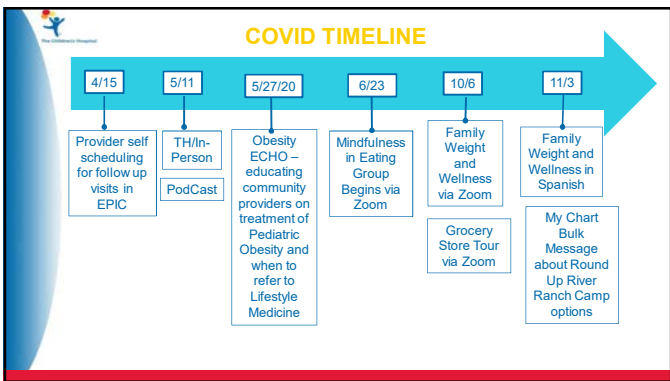 The Children's Hospital
COVID TIMELINE
4/15
5/11
5/27/20
6/23
10/6
11/3
Provider self
scheduling
for follow up
visits in
EPIC
TH/In-
Person
PodCast
Obesity
ECHO –
educating
community
providers on
treatment of
Pediatric
Obesity and
when to
refer to
Lifestyle
Medicine
Mindfulness
in Eating
Group
Begins via
Zoom
Family
Weight
and
Wellness
via Zoom
Grocery
Store Tour
via Zoom
Family
Weight and
Wellness in
Spanish
My Chart
Bulk
Message
about Round
Up River
Ranch Camp
options